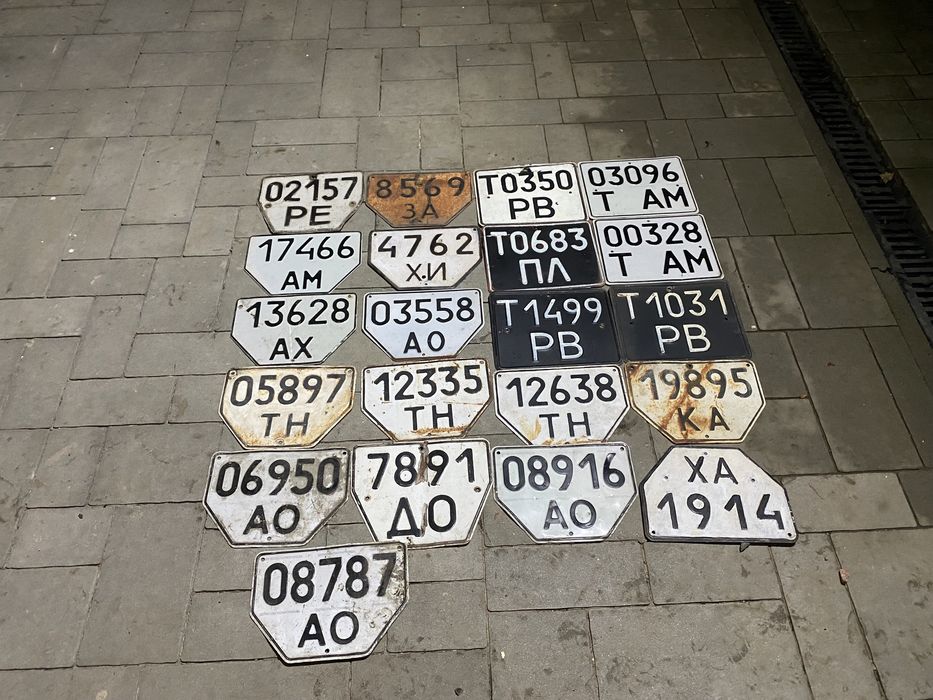 02157
РЕ
8569
ЗА
Т0350
РВ
03096
Т АМ
17466
АМ
4762
ХИ
Т0683
ПЛ
00328
Т АМ
13628
АХ
03558
АО
Т1499
РВ
Т1031
РВ
05897
ТН
12335
ТН
12638
ТН
19895
КА
06950
АО
7891
ДО
08916
АО
ХА
1914
08787
АО